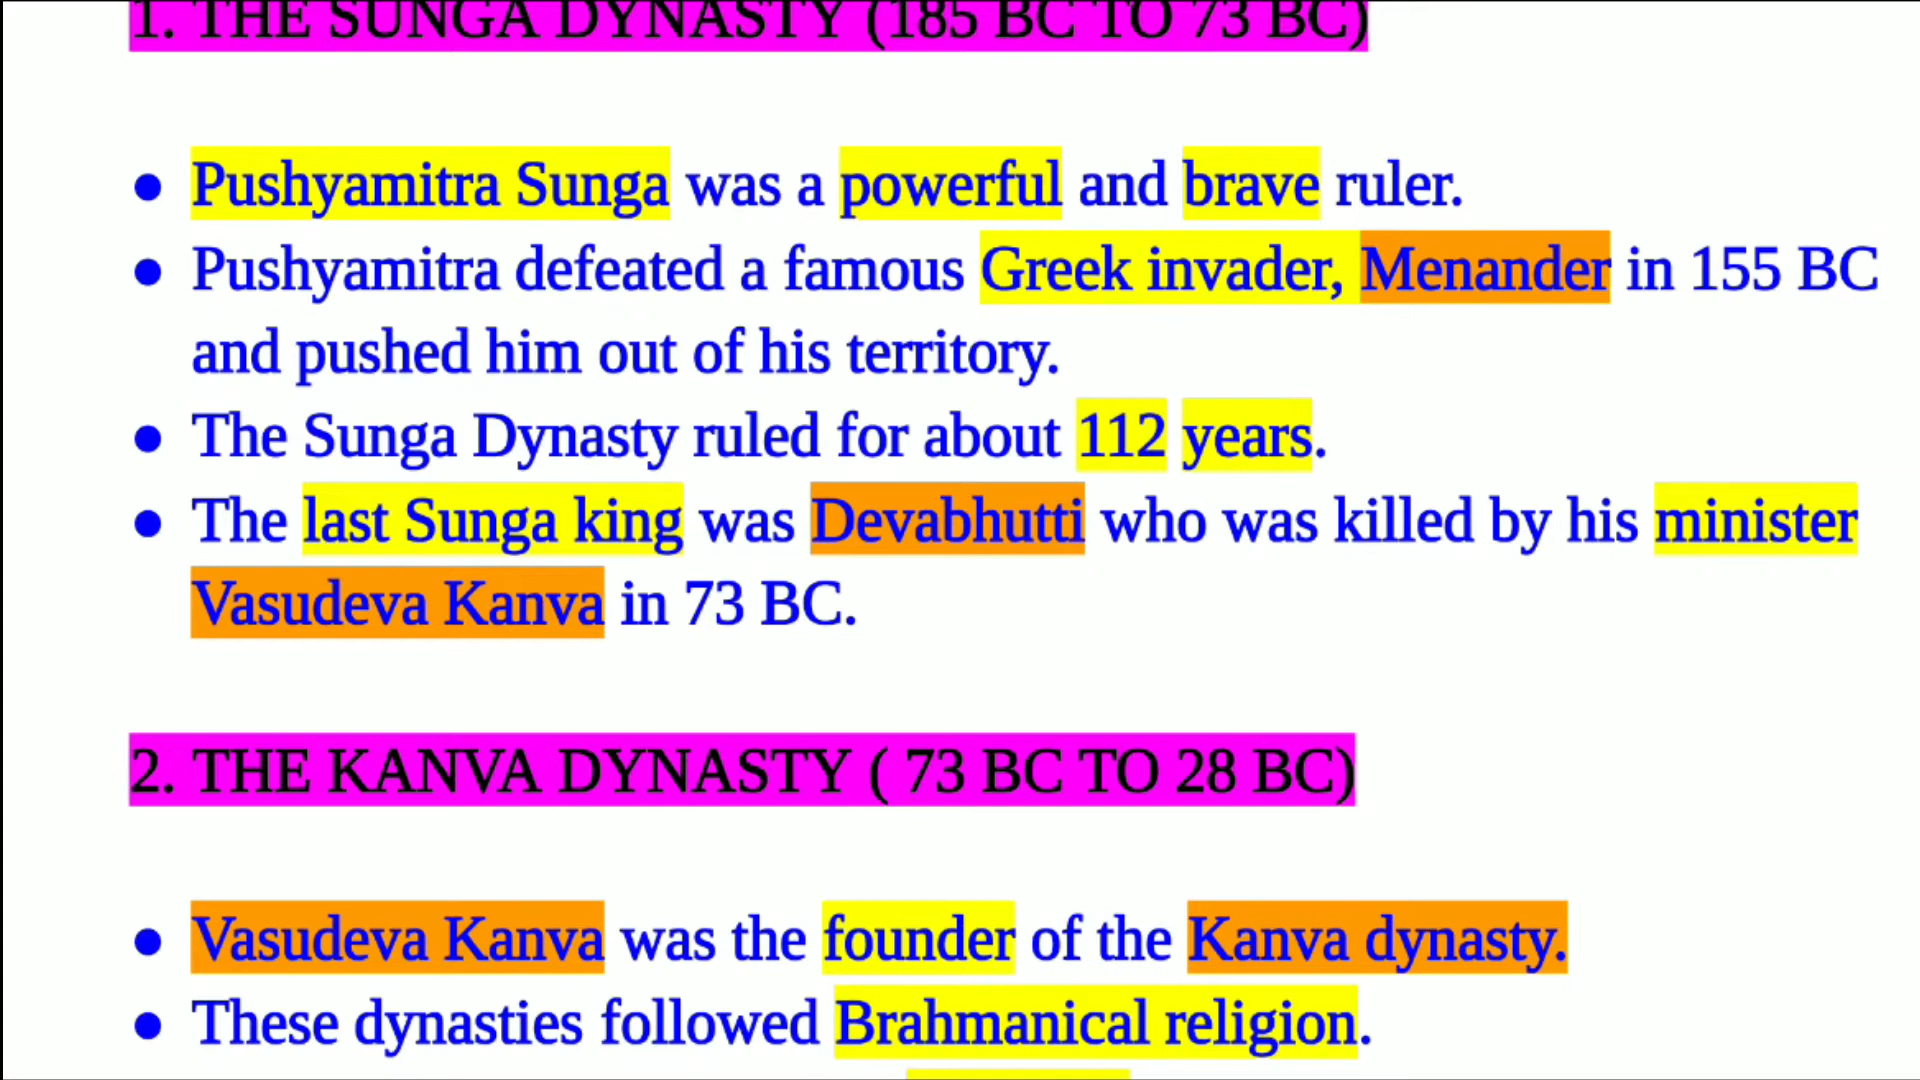 1. THE SUNGA DYNASTY (185 BC TO 73 BC)
● Pushyamitra Sunga was a powerful and brave ruler.
● Pushyamitra defeated a famous Greek invader, Menander in 155 BC
and pushed him out of his territory.
● The Sunga Dynasty ruled for about 112 years.
● The last Sunga king was Devabhutti who was killed by his minister
Vasudeva Kanva in 73 BC.
2. THE KANVA DYNASTY ( 73 BC TO 28 BC)
● Vasudeva Kanva was the founder of the Kanva dynasty.
● These dynasties followed Brahmanical religion.